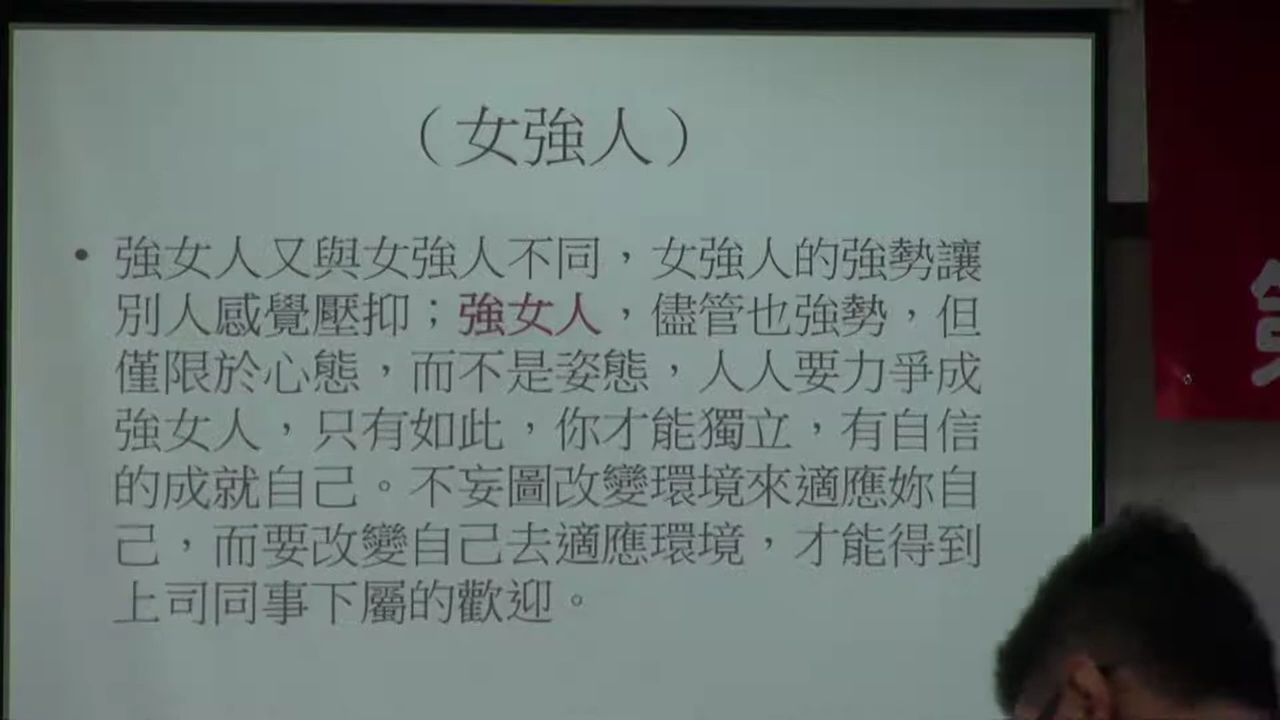 （女強人）
• 強女人又與女強人不同，女強人的強勢讓
別人感覺壓抑；強女人，儘管也強勢，但
僅限於心態，而不是姿態，人人要力爭成
強女人，只有如此，你才能獨立，有自信
的成就自己。不妄圖改變環境來適應妳自
己，而要改變自己去適應環境，才能得到
上司同事下屬的歡迎。